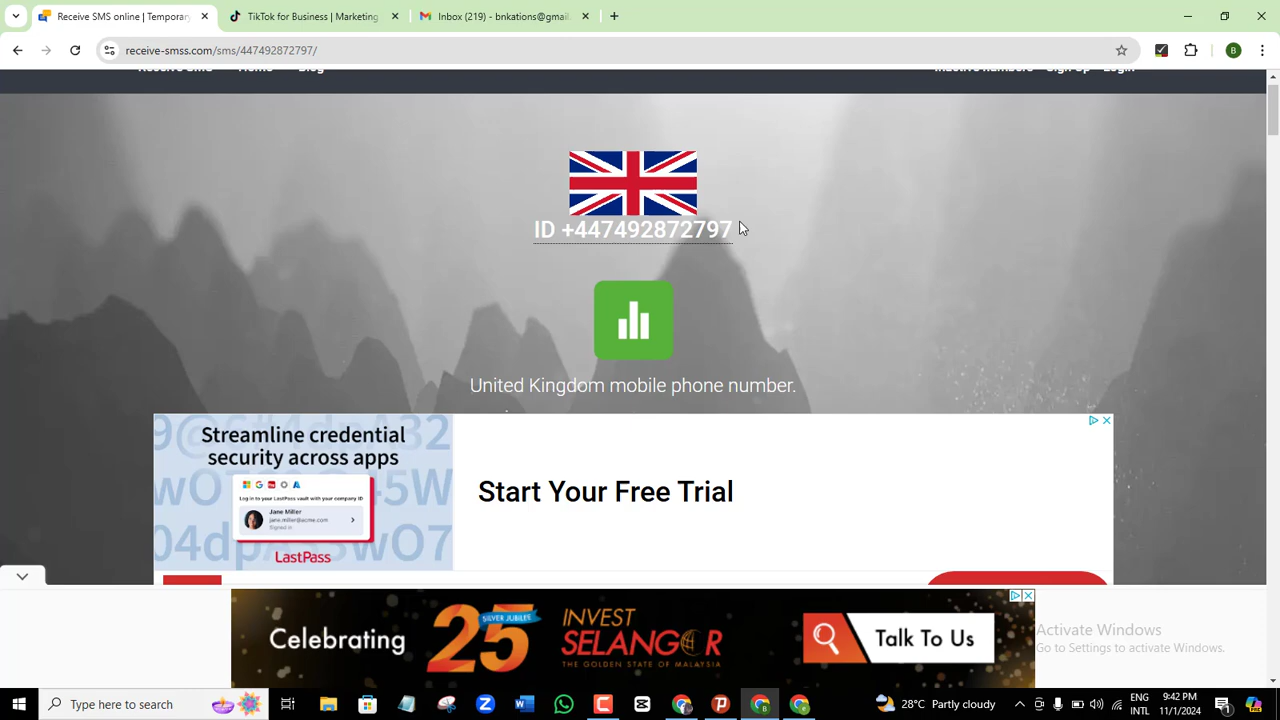 Receive SMS online | Temporary
TikTok for Business | Marketing
Inbox (219) - bnkations@gmail.
receive-smss.com/sms/447492872797/
B
Receive SMS Home Blog
Inactive numbers Sign Up Login
ID +447492872797
United Kingdom mobile phone number.
Streamline credential
security across apps
Log in to your LastPass vault with your company ID
Jane Miller
jane.miller@acme.com
Signed in
LastPass
Start Your Free Trial
Celebrating
25
SILVER JUBILEE
INVEST
SELANGOR
THE GOLDEN STATE OF MALAYSIA
Talk To Us
Activate Windows
Go to Settings to activate Windows.
Type here to search
28°C Partly cloudy
ENG
INTL
9:42 PM
11/1/2024